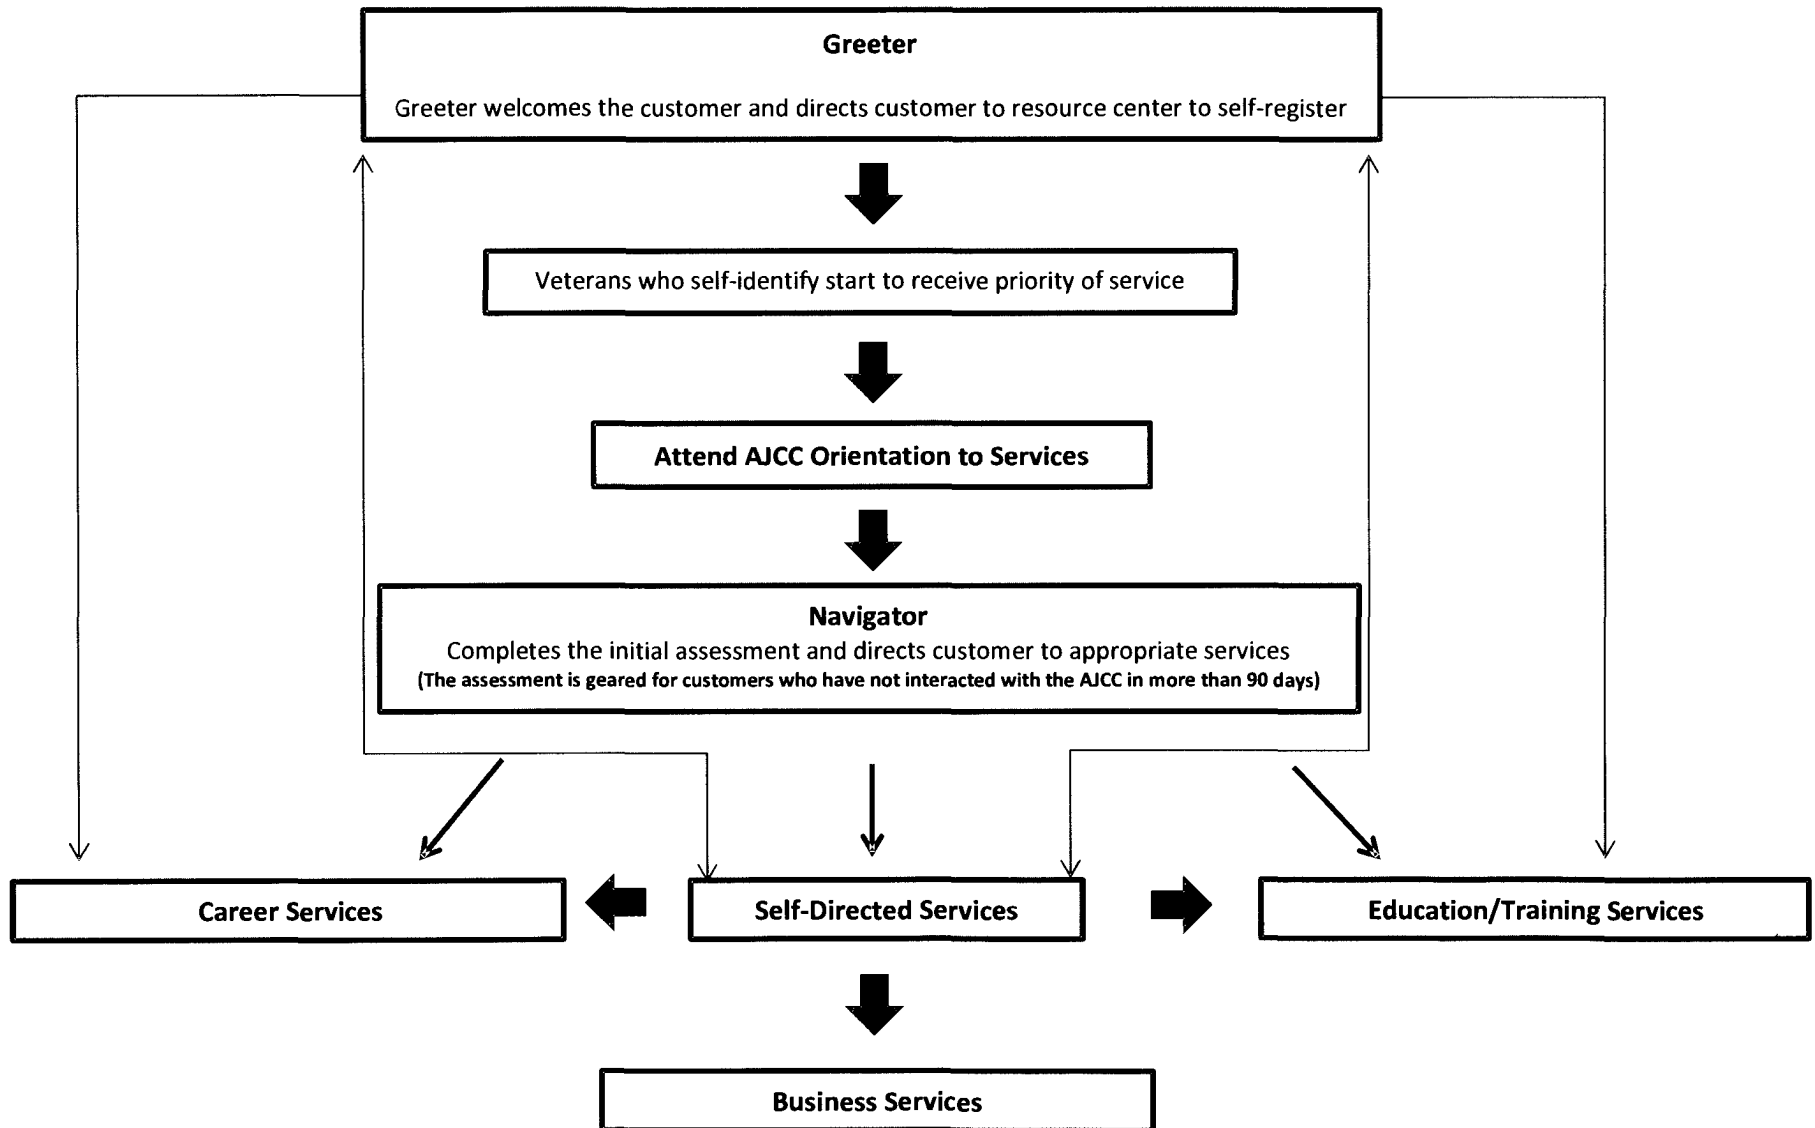 Greeter
Greeter welcomes the customer and directs customer to resource center to self-register
Veterans who self-identify start to receive priority of service
Attend AJCC Orientation to Services
Navigator
Completes the initial assessment and directs customer to appropriate services
(The assessment is geared for customers who have not interacted with the AJCC in more than 90 days)
Career Services
Self-Directed Services
Education/Training Services
Business Services